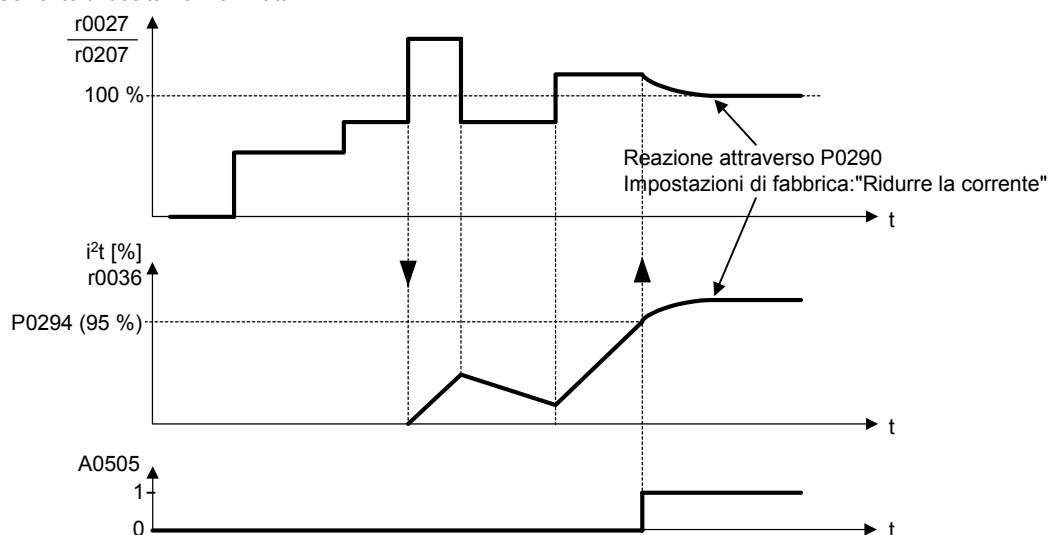 r0027
r0207
100 %
t
Reazione attraverso P0290
Impostazioni di fabbrica:"Ridurre la corrente"
i²t [%]
r0036
P0294 (95 %)
t
A0505
1
0
t